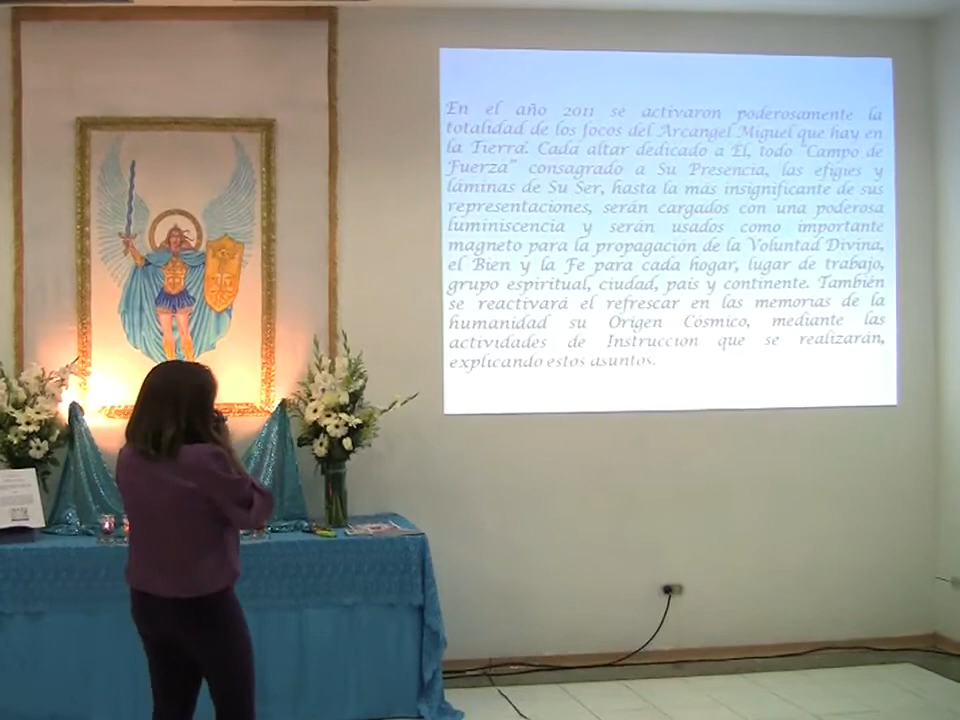 En el año 2011 se activaron poderosamente la
totalidad de los focos del Arcangel Miguel que hay en
la Tierra. Cada altar dedicado a Él, todo "Campo de
Fuerza" consagrado a Su Presencia, las efigies y
láminas de Su Ser, hasta la más insignificante de sus
representaciones, serán cargados con una poderosa
luminiscencia y serán usados como importante
magneto para la propagación de la Voluntad Divina,
el Bien y la Fe para cada hogar, lugar de trabajo,
grupo espiritual, ciudad, país y continente. También
se reactivará el refrescar en las memorias de la
humanidad su Origen Cósmico, mediante las
actividades de Instrucción que se realizarán,
explicando estos asuntos.